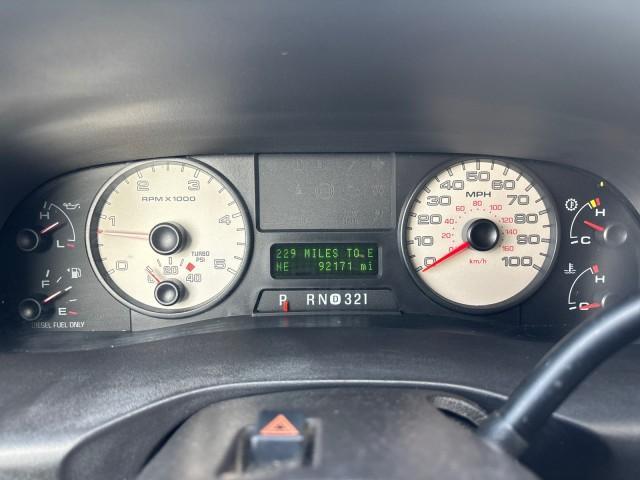 H
L
F
E
DIESEL FUEL ONLY
RPM X 1000
0 1 2 3 4 5
TURBO
PSI
0 20 40
229 MILES TO E
NE 92171 mi
P R N D 3 2 1
MPH
0 10 20 30 40 50 60 70 80 90 100
20 40 60 80 100 120 140 160
km/h
H
C
H
C